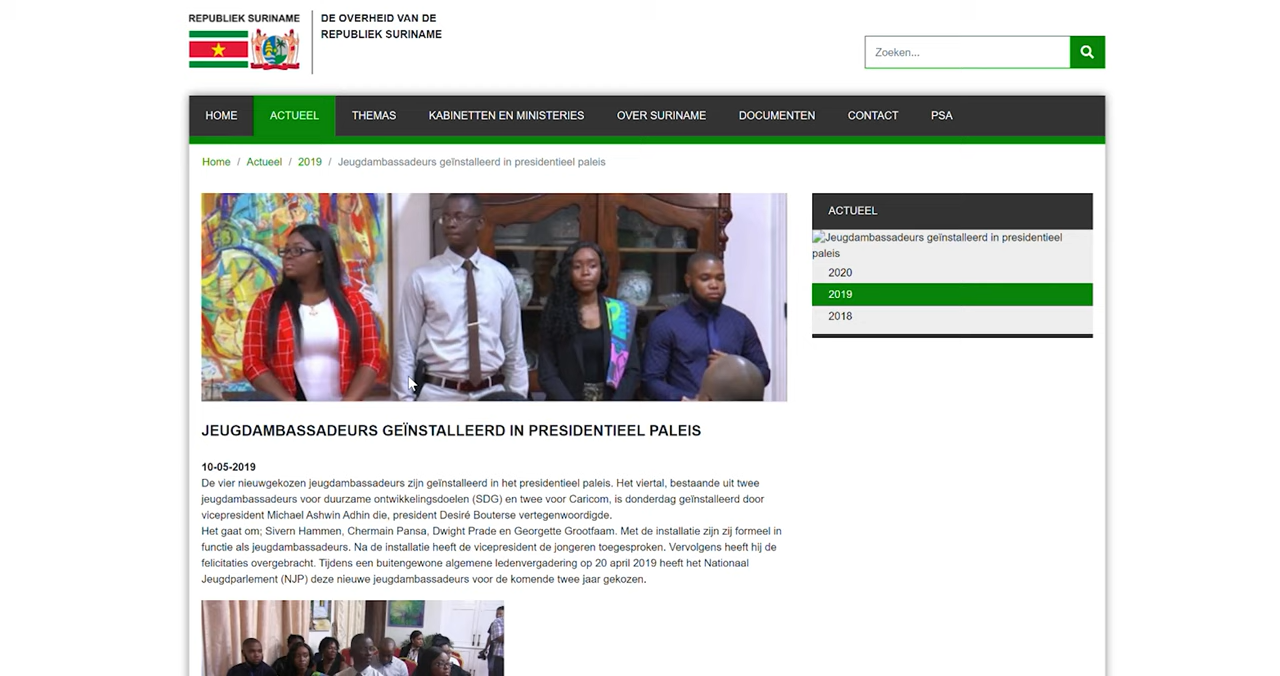 REPUBLIEK SURINAME
DE OVERHEID VAN DE
REPUBLIEK SURINAME
Zoeken...
HOME ACTUEEL THEMAS KABINETTEN EN MINISTERIES OVER SURINAME DOCUMENTEN CONTACT PSA
Home / Actueel / 2019 / Jeugdambassadeurs geïnstalleerd in presidentieel paleis
ACTUEEL
Jeugdambassadeurs geïnstalleerd in presidentieel
paleis
2020
2019
2018
JEUGDAMBASSADEURS GEÏNSTALLEERD IN PRESIDENTIEEL PALEIS
10-05-2019
De vier nieuwgekozen jeugdambassadeurs zijn geïnstalleerd in het presidentieel paleis. Het viertal, bestaande uit twee
jeugdambassadeurs voor duurzame ontwikkelingsdoelen (SDG) en twee voor Caricom, is donderdag geïnstalleerd door
vicepresident Michael Ashwin Adhin die, president Desiré Bouterse vertegenwoordigde.
Het gaat om; Sivern Hammen, Chermain Pansa, Dwight Prade en Georgette Grootfaam. Met de installatie zijn zij formeel in
functie als jeugdambassadeurs. Na de installatie heeft de vicepresident de jongeren toegesproken. Vervolgens heeft hij de
felicitaties overgebracht. Tijdens een buitengewone algemene ledenvergadering op 20 april 2019 heeft het Nationaal
Jeugdparlement (NJP) deze nieuwe jeugdambassadeurs voor de komende twee jaar gekozen.